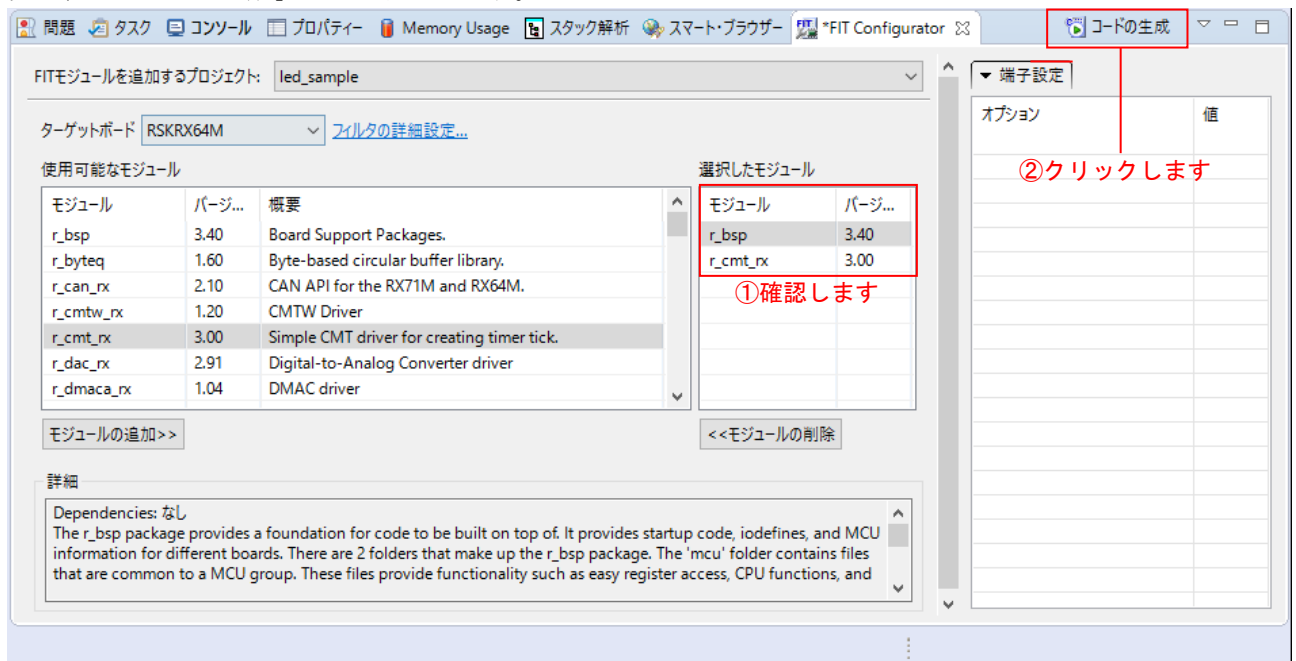 問題 タスク コンソール プロパティー Memory Usage スタック解析 スマート・ブラウザー *FIT Configurator コードの生成
FITモジュールを追加するプロジェクト: led_sample
ターゲットボード RSKRX64M フィルタの詳細設定...
使用可能なモジュール
モジュール バージ... 概要
r_bsp 3.40 Board Support Packages.
r_byteq 1.60 Byte-based circular buffer library.
r_can_rx 2.10 CAN API for the RX71M and RX64M.
r_cmtw_rx 1.20 CMTW Driver
r_cmt_rx 3.00 Simple CMT driver for creating timer tick.
r_dac_rx 2.91 Digital-to-Analog Converter driver
r_dmaca_rx 1.04 DMAC driver
モジュールの追加>>
選択したモジュール
モジュール バージ...
r_bsp 3.40
r_cmt_rx 3.00
①確認します
<<モジュールの削除
詳細
Dependencies: なし
The r_bsp package provides a foundation for code to be built on top of. It provides startup code, iodefines, and MCU
information for different boards. There are 2 folders that make up the r_bsp package. The 'mcu' folder contains files
that are common to a MCU group. These files provide functionality such as easy register access, CPU functions, and
端子設定
オプション 値
②クリックします